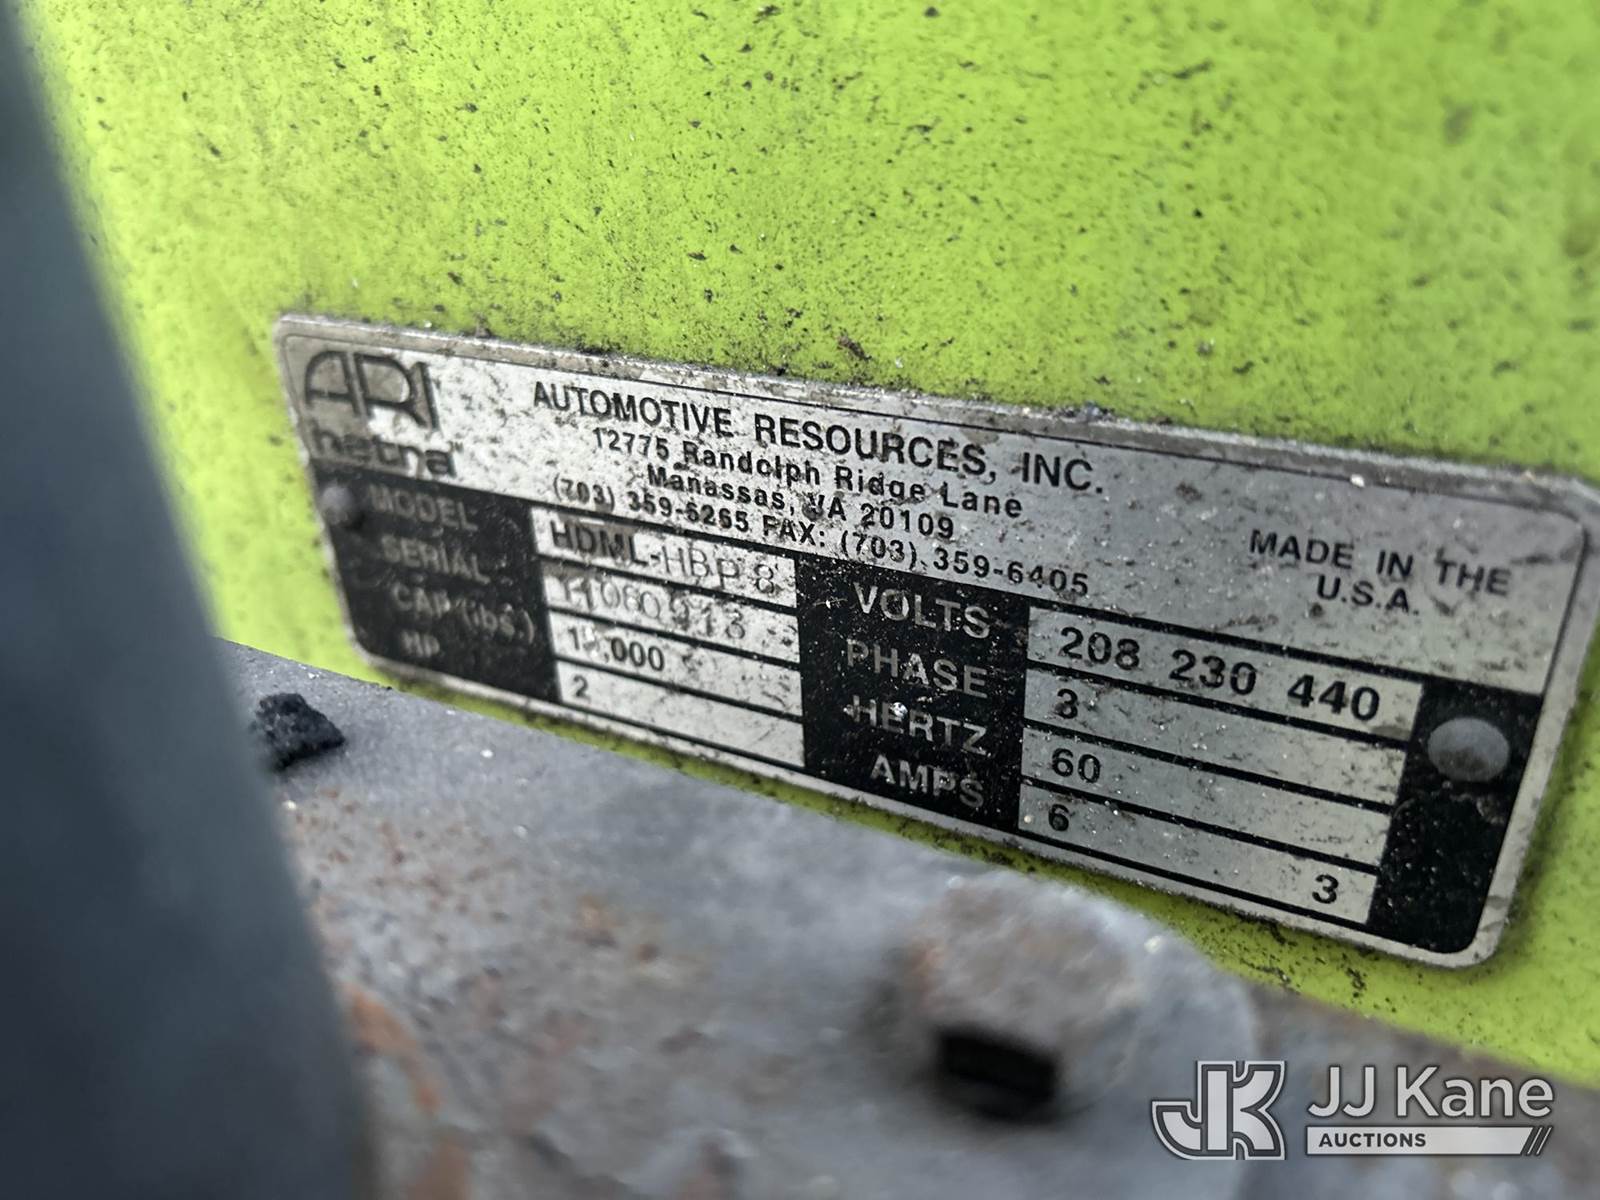 ARI
hetra
AUTOMOTIVE RESOURCES, INC.
12775 Randolph Ridge Lane
Manassas, VA 20109
(703) 359-6265 FAX: (703) 359-6405
MADE IN THE
U.S.A.
MODEL HDML-HBP8
SERIAL
CAP (lbs.)
HP 2
VOLTS 208 230 440
PHASE 3
HERTZ 60
AMPS 6 3
JK JJ Kane
AUCTIONS